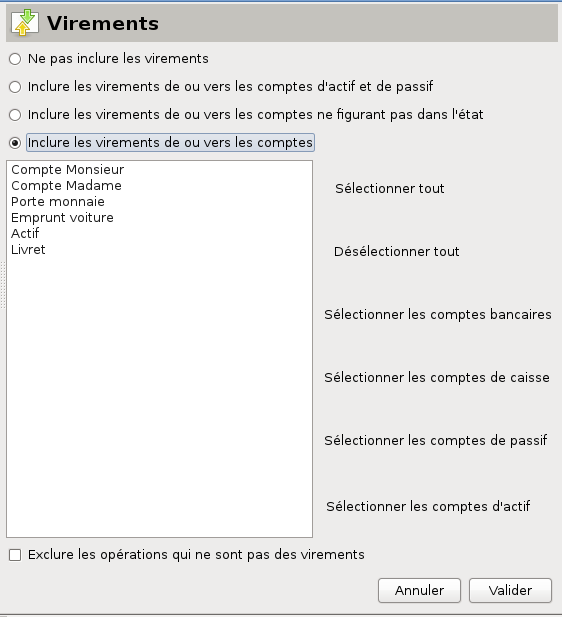 Virements
Ne pas inclure les virements
Inclure les virements de ou vers les comptes d'actif et de passif
Inclure les virements de ou vers les comptes ne figurant pas dans l'état
Inclure les virements de ou vers les comptes
Compte Monsieur
Compte Madame
Porte monnaie
Emprunt voiture
Actif
Livret
Sélectionner tout
Désélectionner tout
Sélectionner les comptes bancaires
Sélectionner les comptes de caisse
Sélectionner les comptes de passif
Sélectionner les comptes d'actif
Exclure les opérations qui ne sont pas des virements
Annuler
Valider